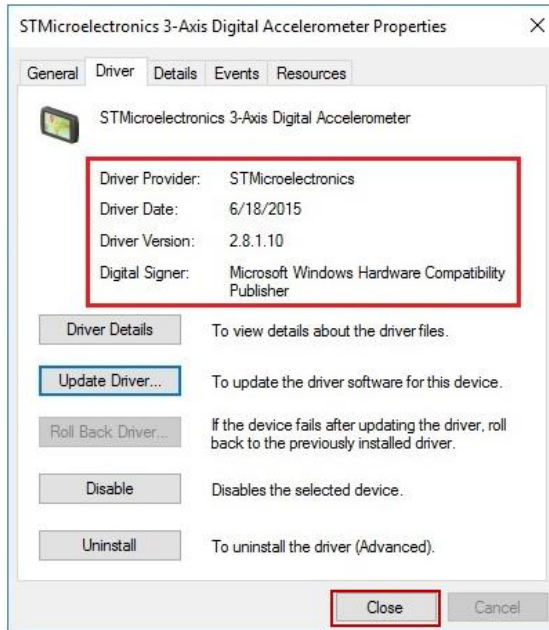 STMicroelectronics 3-Axis Digital Accelerometer Properties
General Driver Details Events Resources
STMicroelectronics 3-Axis Digital Accelerometer
Driver Provider: STMicroelectronics
Driver Date: 6/18/2015
Driver Version: 2.8.1.10
Digital Signer: Microsoft Windows Hardware Compatibility
Publisher
Driver Details To view details about the driver files.
Update Driver... To update the driver software for this device.
Roll Back Driver... If the device fails after updating the driver, roll
back to the previously installed driver.
Disable Disables the selected device.
Uninstall To uninstall the driver (Advanced).
Close Cancel